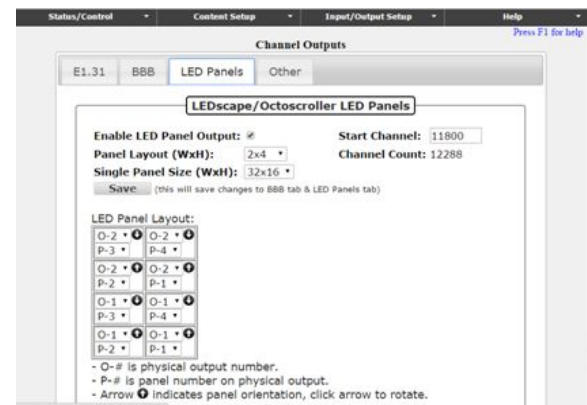 Status/Control Content Setup Input/Output Setup Help
Press F1 for help
Channel Outputs
E1.31 BBB LED Panels Other
LEDscape/Octoscroller LED Panels
Enable LED Panel Output: Start Channel: 11800
Panel Layout (WxH): 2x4 Channel Count: 12288
Single Panel Size (WxH): 32x16
Save (this will save changes to BBB tab & LED Panels tab)
LED Panel Layout:
O-2 O-2
P-3 P-4
O-2 O-2
P-2 P-1
O-1 O-1
P-3 P-4
O-1 O-1
P-2 P-1
- O-# is physical output number.
- P-# is panel number on physical output.
- Arrow indicates panel orientation, click arrow to rotate.